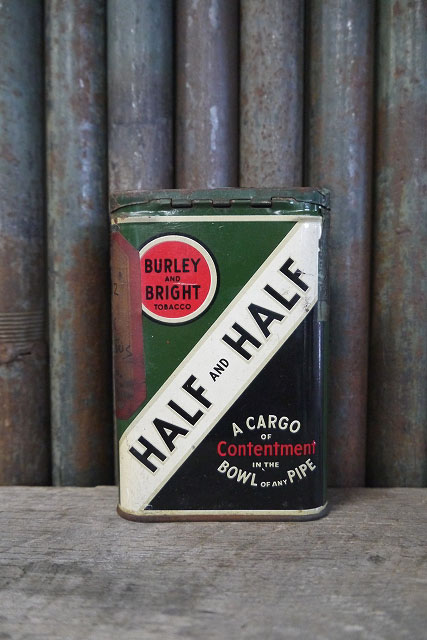 BURLEY
AND
BRIGHT
TOBACCO
HALF AND HALF
A CARGO
OF
Contentment
IN THE
BOWL OF ANY PIPE